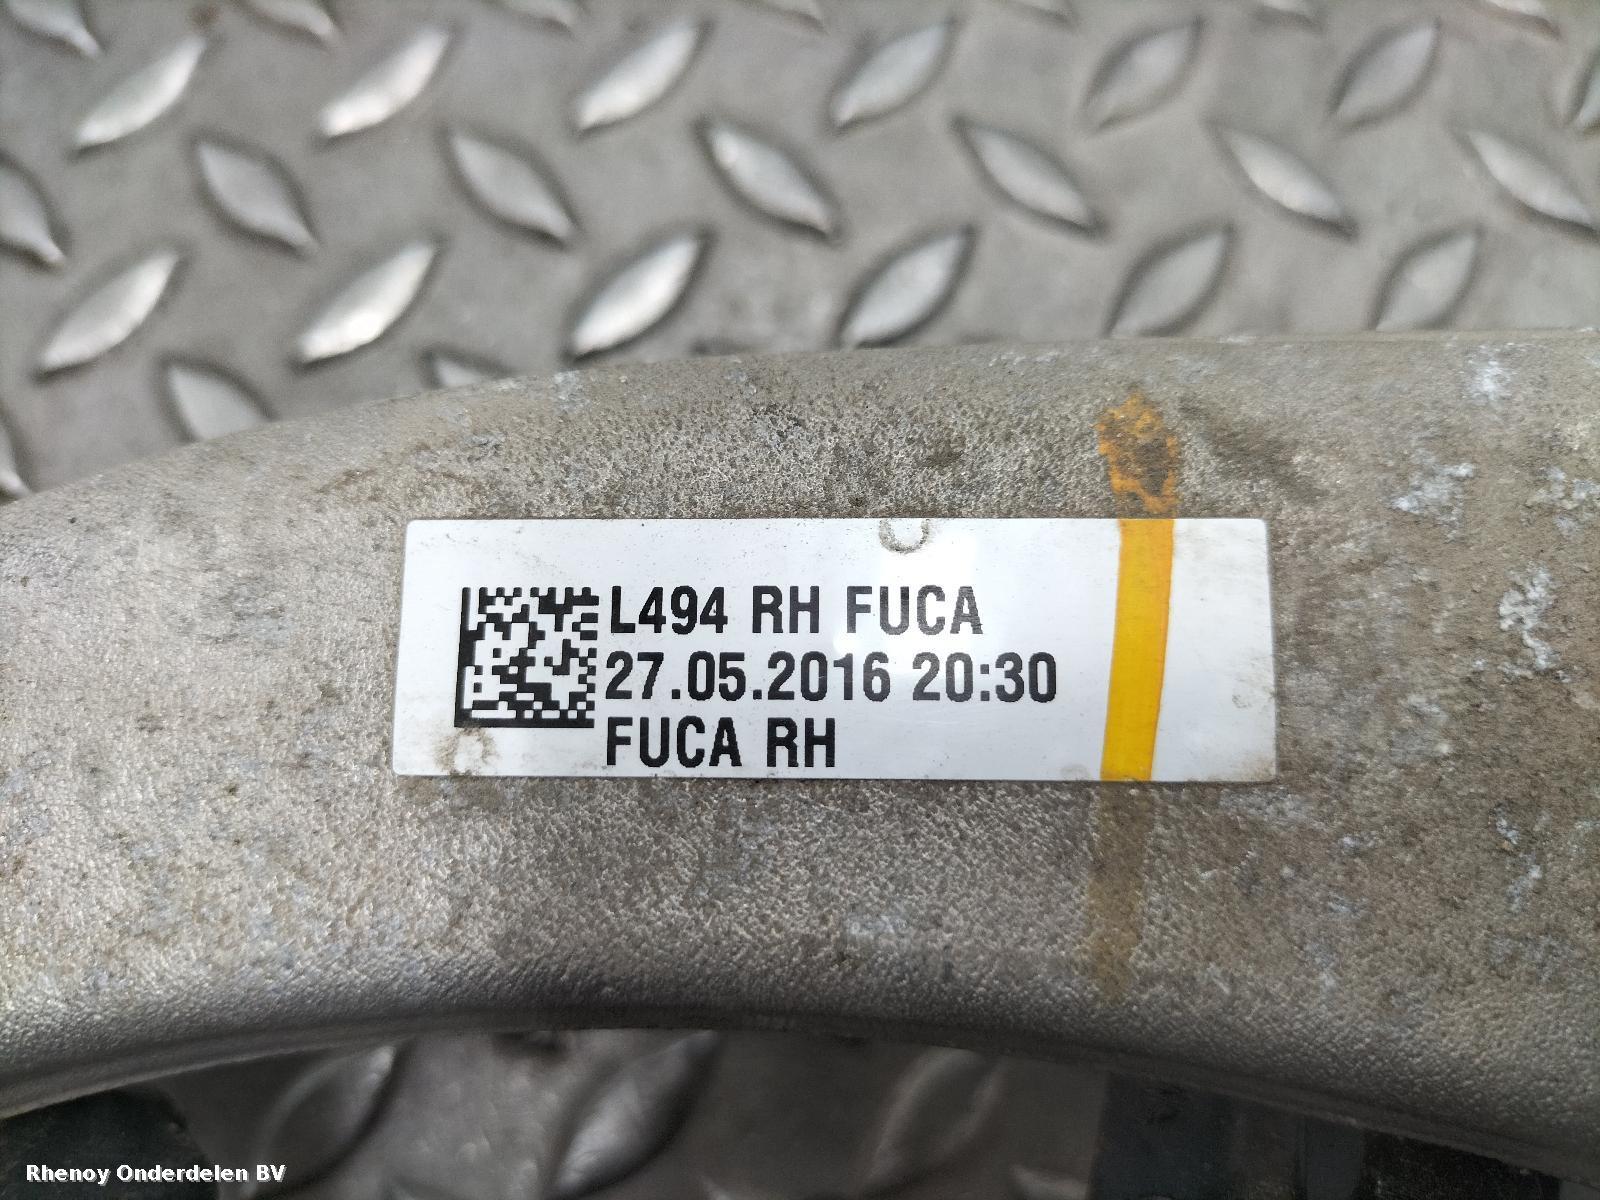 L494 RH FUCA
27.05.2016 20:30
FUCA RH
Rhenoy Onderdelen BV